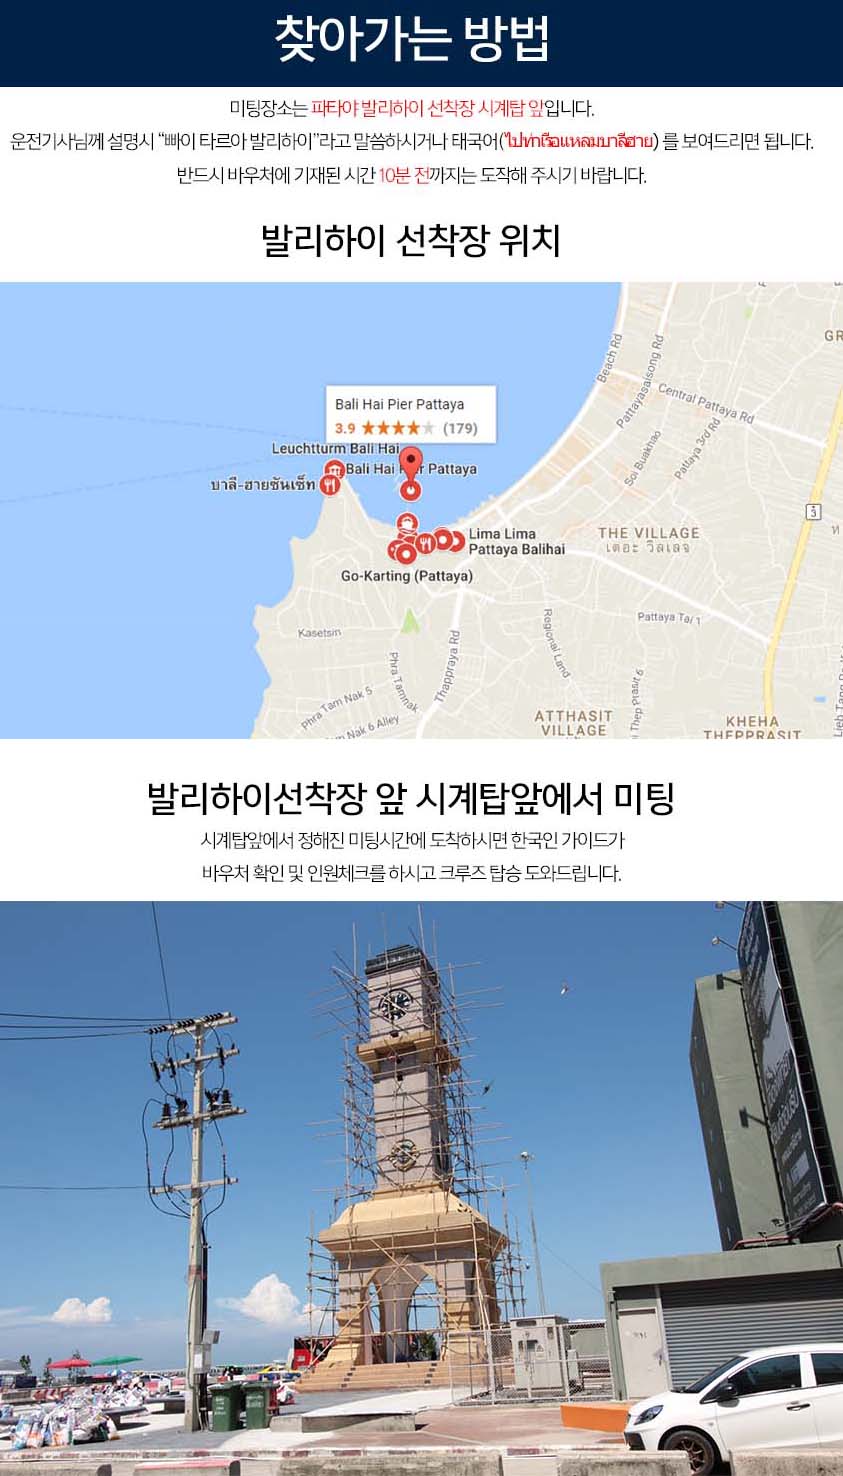 찾아가는 방법
미팅장소는 파타야 발리하이 선착장 시계탑 앞입니다.
운전기사님께 설명시 “빠이 타르아 발리하이”라고 말씀하시거나 태국어(ไปท่าเรือแหลมบาลีฮาย) 를 보여드리면 됩니다.
반드시 바우처에 기재된 시간 10분 전까지는 도착해 주시기 바랍니다.
발리하이 선착장 위치
GR
Beach Rd
Pattayasaisong Rd
Central Pattaya Rd
Bali Hai Pier Pattaya
3.9 ★★★★☆ (179)
Leuchtturm Bali Hai
Bali Hai Pier Pattaya
บาลี-ฮายซันเซ็ท
Soi Buakhao
Pattaya 3rd Rd
3
Lima Lima
Pattaya Balihai
THE VILLAGE
เดอะ วิลเลจ
Go-Karting (Pattaya)
Kasetsin
Pattaya Tai 1
Regional Land
Thappraya Rd
Phra Tamnak
Phra Tam Nak 5
Nak 6 Alley
Thep Prasit 6
ATTHASIT
VILLAGE
KHEHA
THEPPRASIT
발리하이선착장 앞 시계탑앞에서 미팅
시계탑앞에서 정해진 미팅시간에 도착하시면 한국인 가이드가
바우처 확인 및 인원체크를 하시고 크루즈 탑승 도와드립니다.